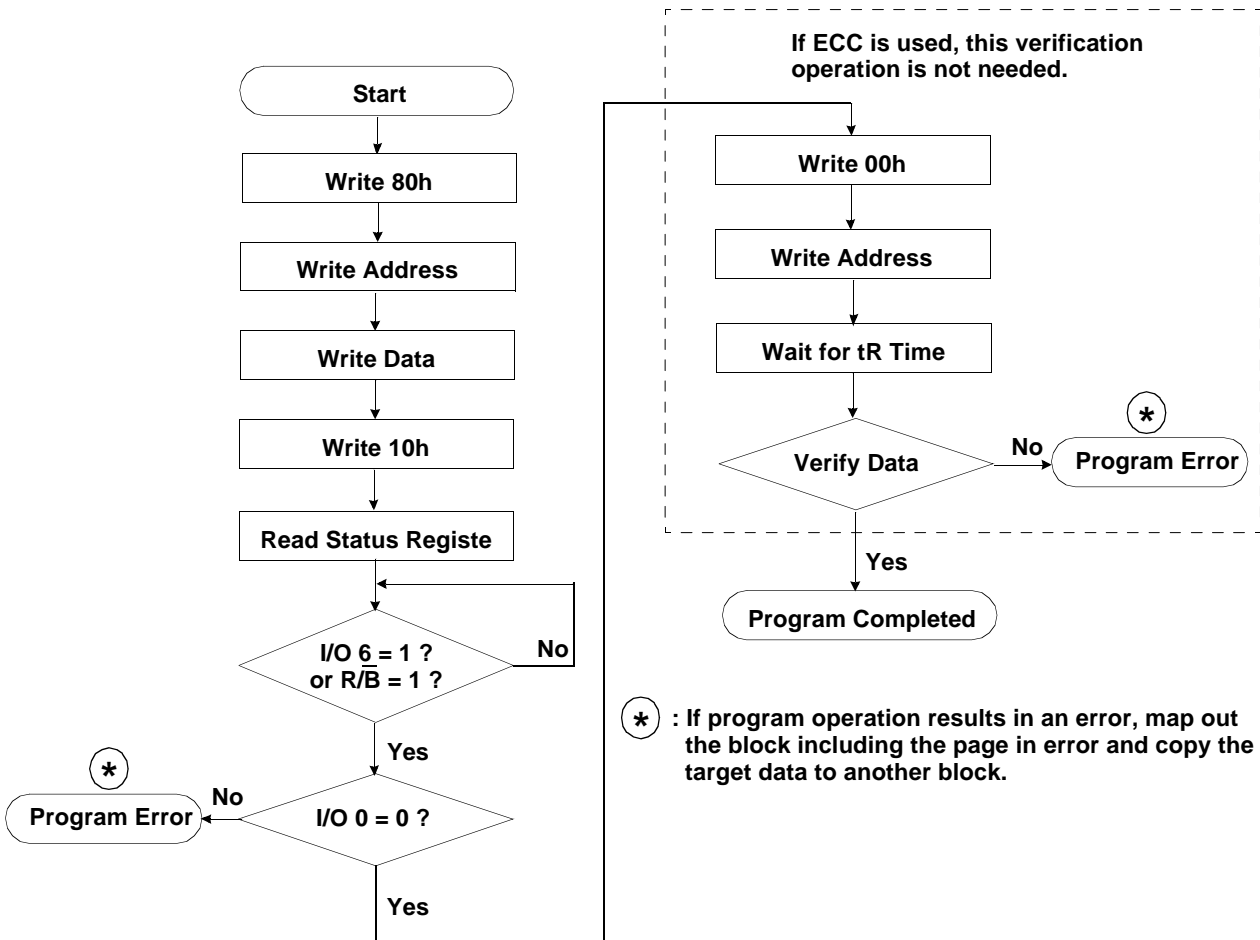 Start
Write 80h
Write Address
Write Data
Write 10h
Read Status Registe
I/O 6 = 1 ?
or R/B̅ = 1 ?
No
Yes
*
No
Program Error
I/O 0 = 0 ?
Yes
If ECC is used, this verification
operation is not needed.
Write 00h
Write Address
Wait for tR Time
*
Verify Data
No
Program Error
Yes
Program Completed
* : If program operation results in an error, map out
the block including the page in error and copy the
target data to another block.